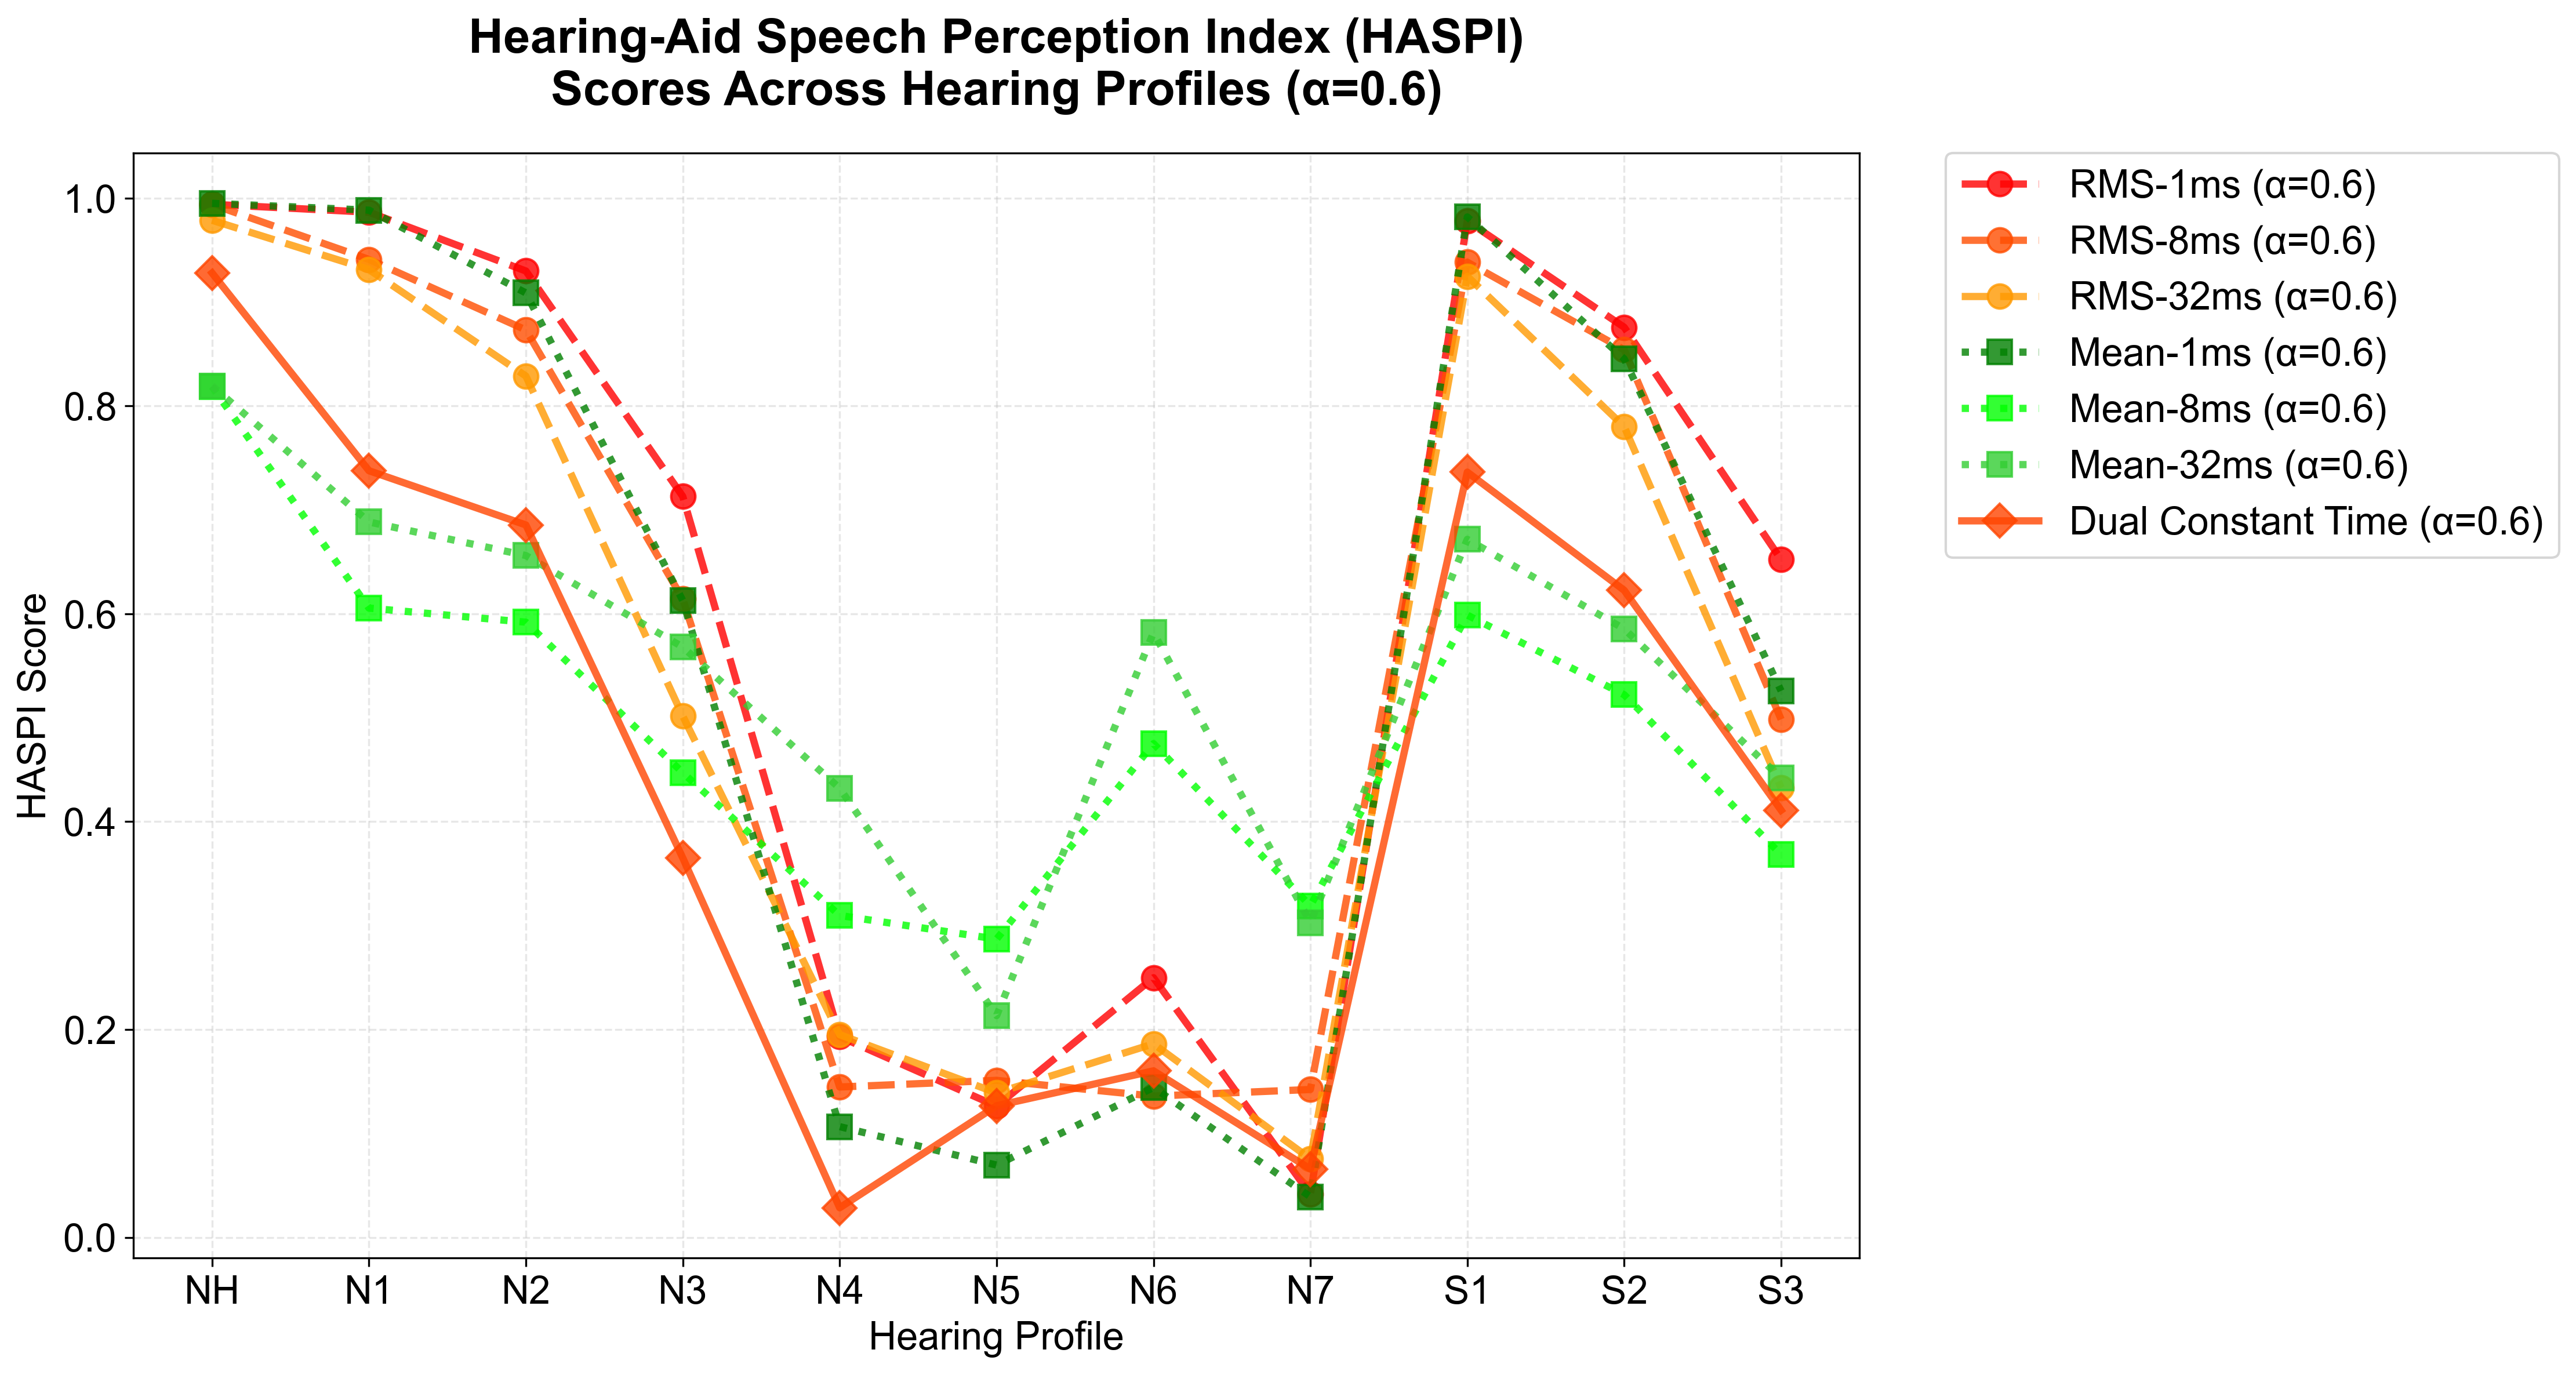 Hearing-Aid Speech Perception Index (HASPI)
Scores Across Hearing Profiles (α=0.6)
RMS-1ms (α=0.6)
RMS-8ms (α=0.6)
RMS-32ms (α=0.6)
Mean-1ms (α=0.6)
Mean-8ms (α=0.6)
Mean-32ms (α=0.6)
Dual Constant Time (α=0.6)
HASPI Score
1.0
0.8
0.6
0.4
0.2
0.0
NH N1 N2 N3 N4 N5 N6 N7 S1 S2 S3
Hearing Profile